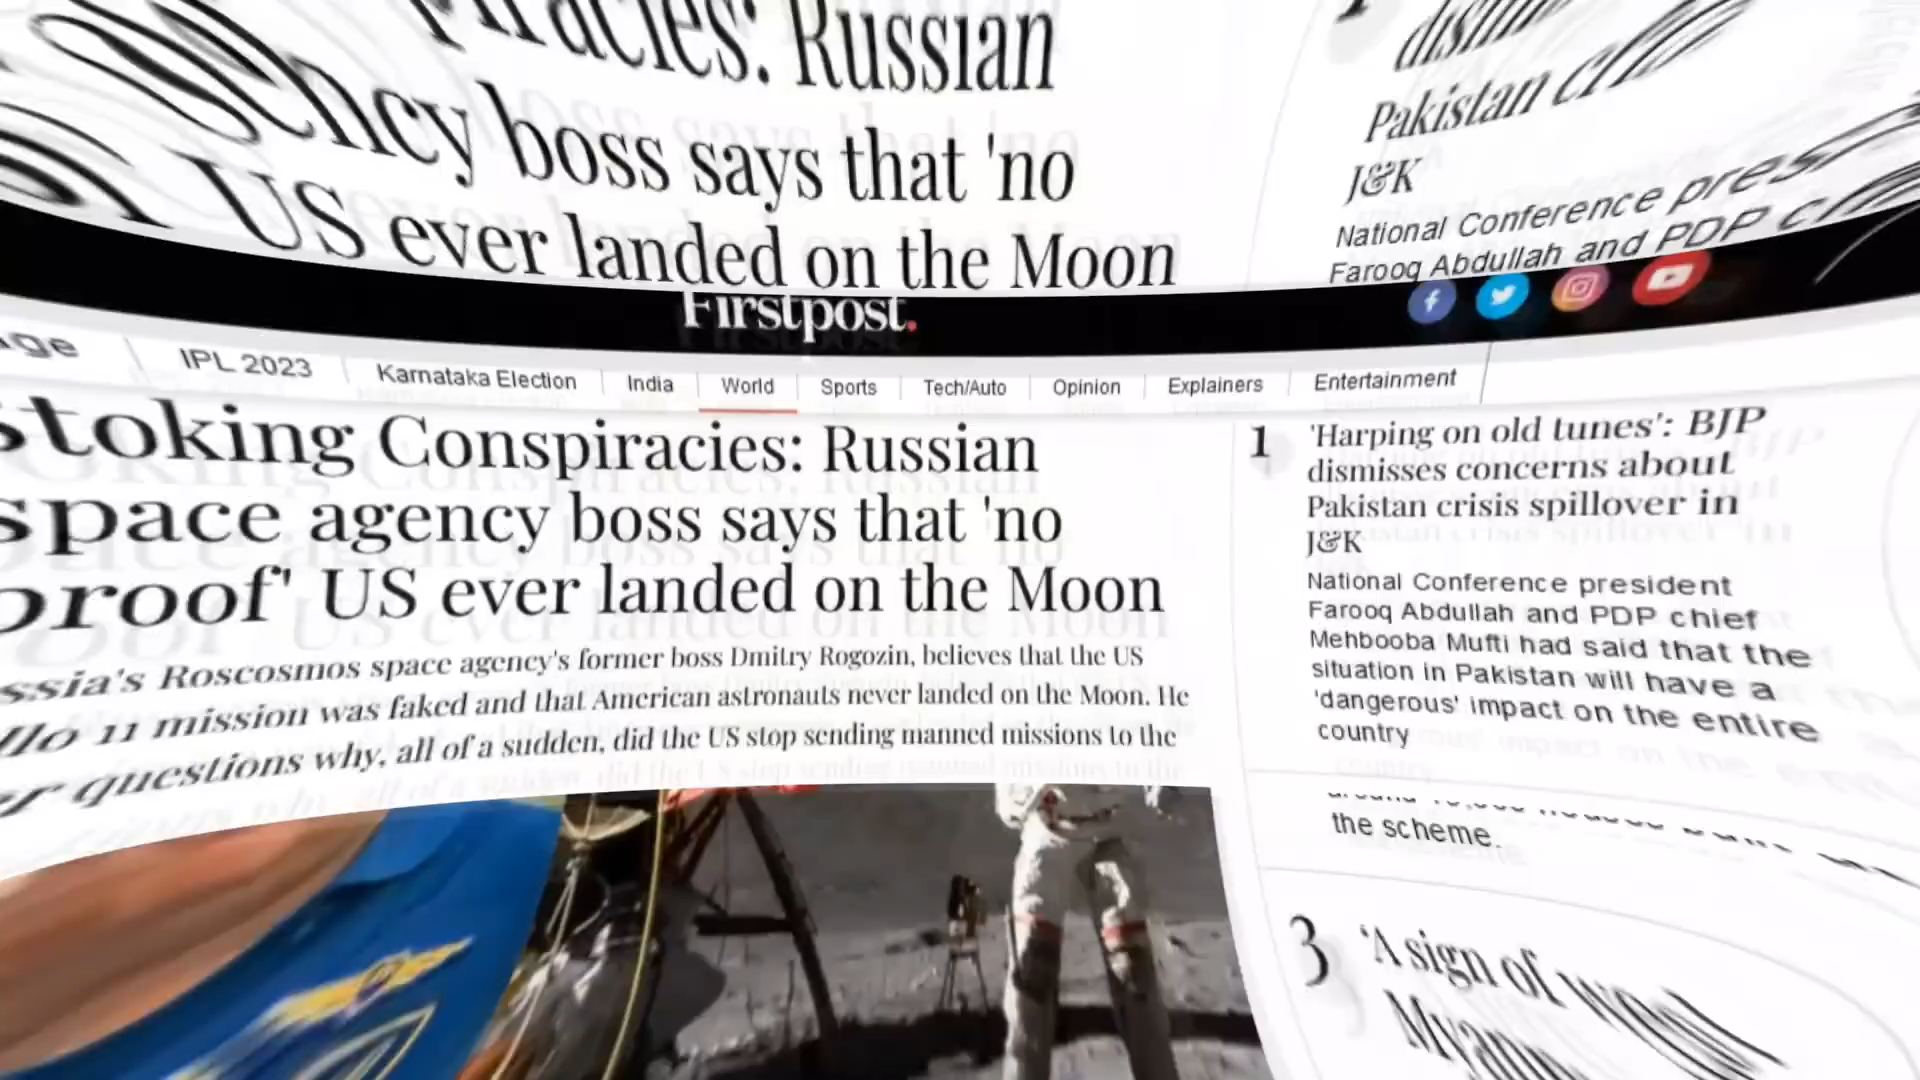 Russian
ncy boss says that 'no
US ever landed on the Moon
Pakistan
J&K
National Conference
Farooq Abdullah and PDP
Firstpost.
IPL 2023
Karnataka Election
India
World
Sports
Tech/Auto
Opinion
Explainers
Entertainment
Stoking Conspiracies: Russian
space agency boss says that 'no
proof' US ever landed on the Moon
ssia's Roscosmos space agency's former boss Dmitry Rogozin, believes that the US
llo 11 mission was faked and that American astronauts never landed on the Moon. He
questions why, all of a sudden, did the US stop sending manned missions to the
1
'Harping on old tunes': BJP
dismisses concerns about
Pakistan crisis spillover in
J&K
National Conference president
Farooq Abdullah and PDP chief
Mehbooba Mufti had said that the
situation in Pakistan will have a
'dangerous' impact on the entire
country
the scheme.
3
'A sign of